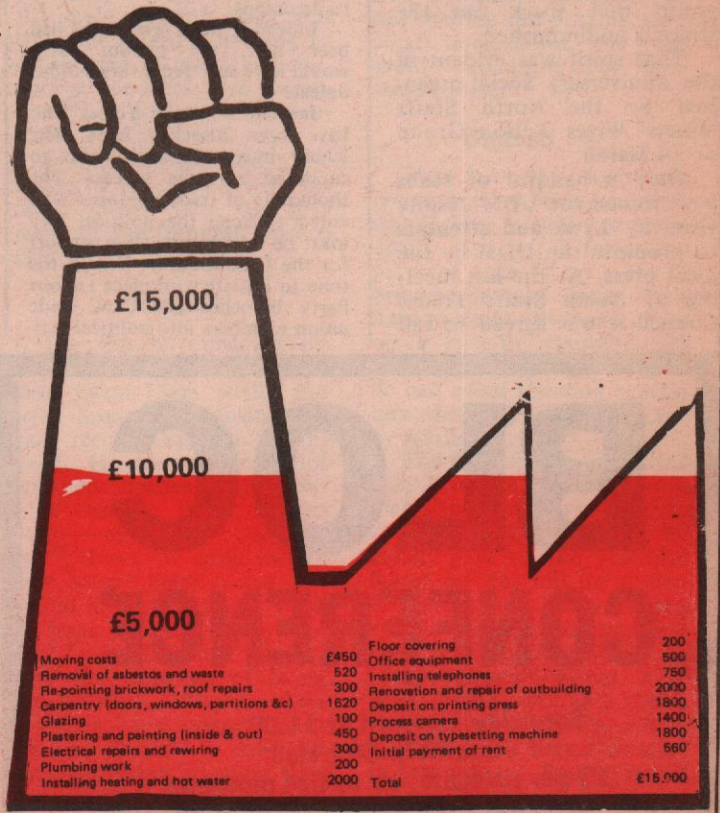 £15,000
£10,000
£5,000
Moving costs £450
Removal of asbestos and waste 520
Re-pointing brickwork, roof repairs 300
Carpentry (doors, windows, partitions &c) 1620
Glazing 100
Plastering and painting (inside & out) 450
Electrical repairs and rewiring 300
Plumbing work 200
Installing heating and hot water 2000
Floor covering 200
Office equipment 500
Installing telephones 750
Renovation and repair of outbuilding 2000
Deposit on printing press 1800
Process camera 1400
Deposit on typesetting machine 1800
Initial payment of rent 560
Total £15.000